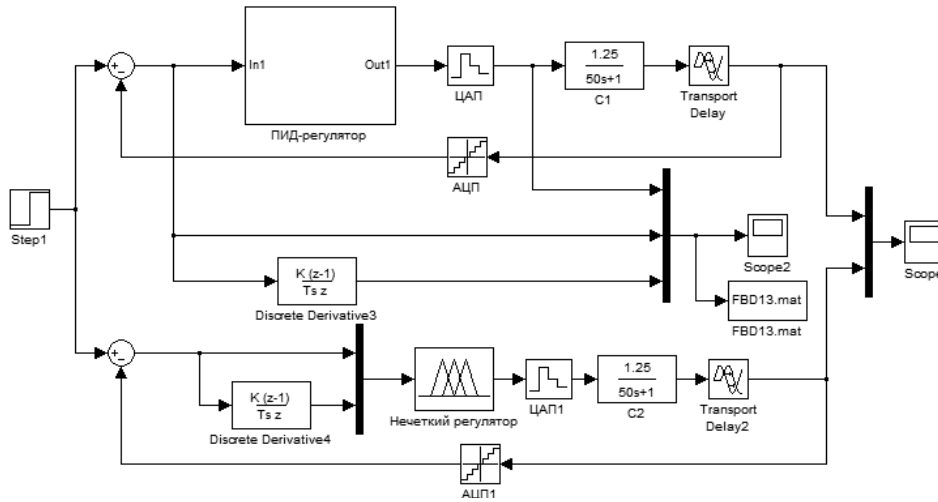 In1
Out1
ПИД-регулятор
ЦАП
1.25
50s+1
C1
Transport
Delay
АЦП
Step1
K (z-1)
Ts z
Discrete Derivative3
Scope2
FBD13.mat
FBD13.mat
Scope
K (z-1)
Ts z
Discrete Derivative4
Нечеткий регулятор
ЦАП1
1.25
50s+1
C2
Transport
Delay2
АЦП1